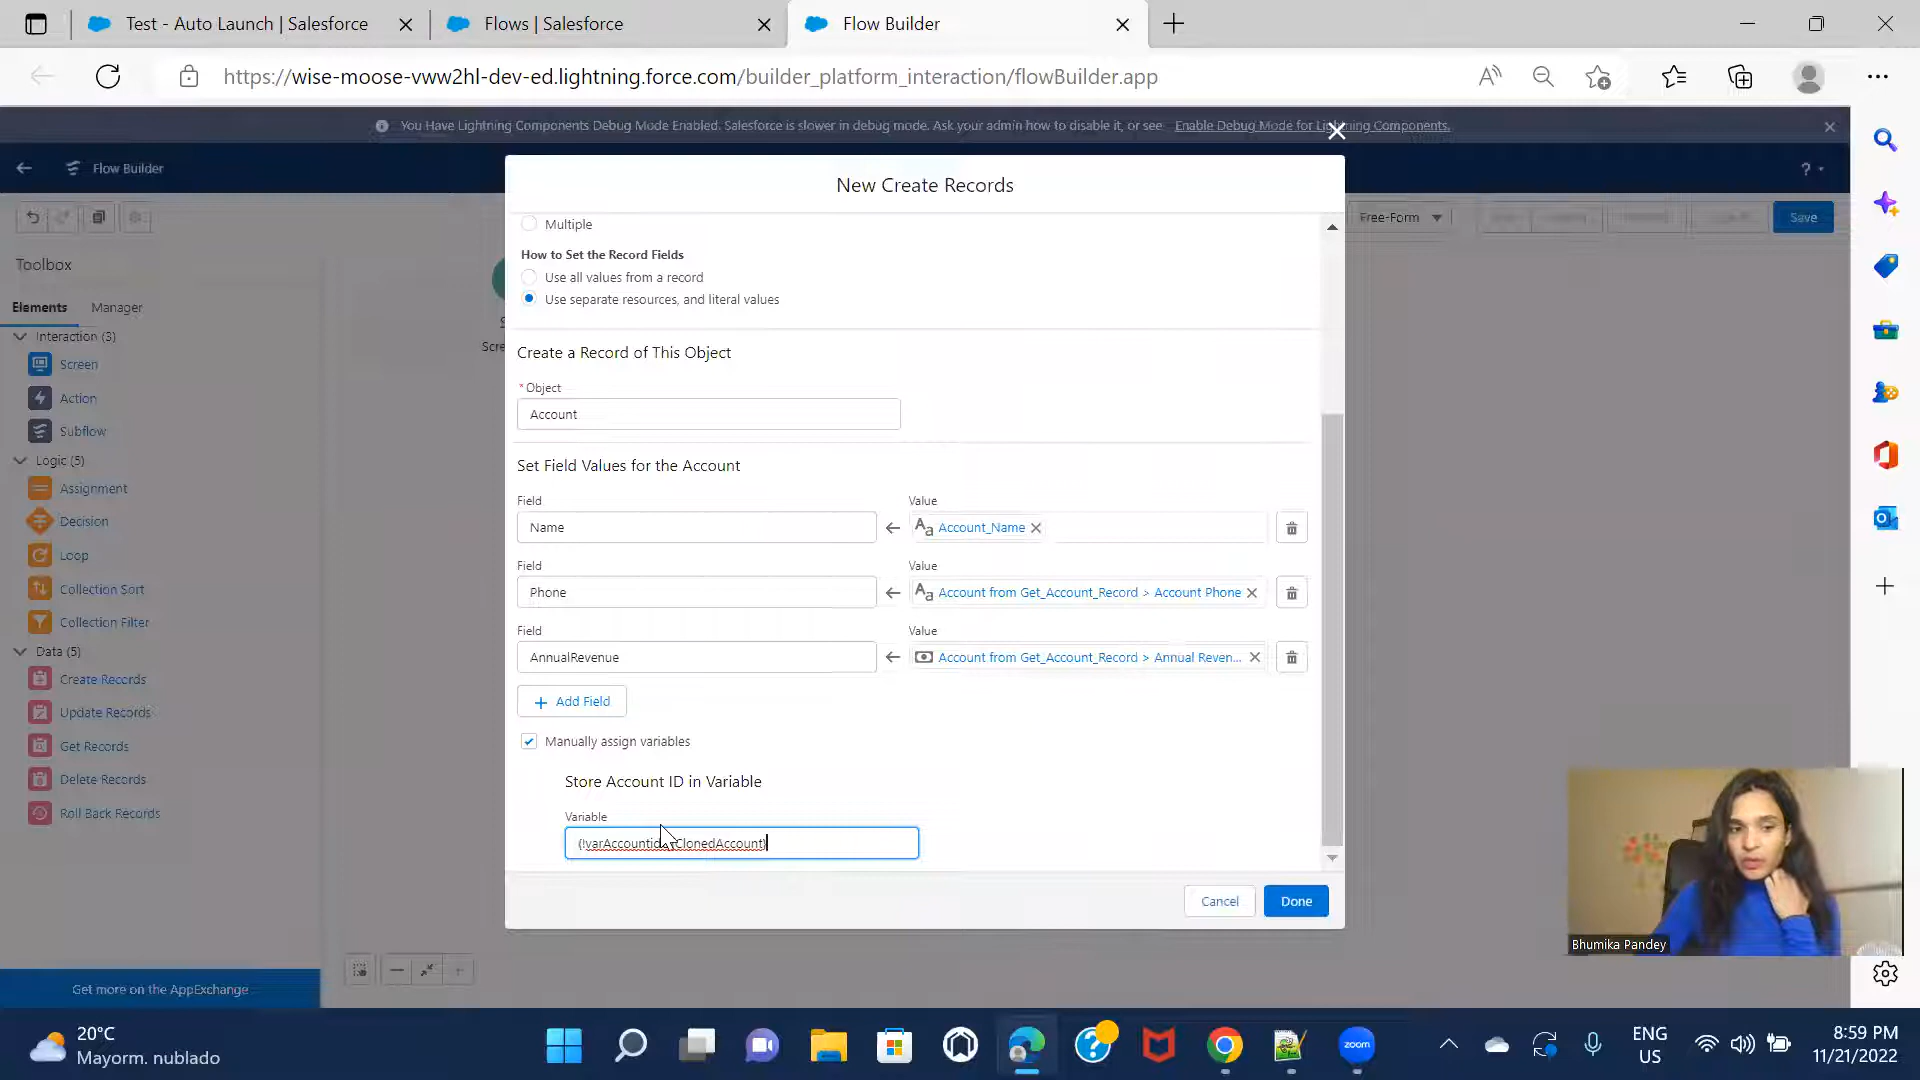 Test - Auto Launch | Salesforce
Flows | Salesforce
Flow Builder
https://wise-moose-vww2hl-dev-ed.lightning.force.com/builder_platform_interaction/flowBuilder.app
You Have Lightning Components Debug Mode Enabled. Salesforce is slower in debug mode. Ask your admin how to disable it, or see Enable Debug Mode for Lightning Components.
Flow Builder
?
New Create Records
Free-Form
Save
Toolbox
Elements
Manager
Interaction (3)
Screen
Action
Subflow
Logic (5)
Assignment
Decision
Loop
Collection Sort
Collection Filter
Data (5)
Create Records
Update Records
Get Records
Delete Records
Roll Back Records
Get more on the AppExchange
Multiple
How to Set the Record Fields
Use all values from a record
Use separate resources, and literal values
Create a Record of This Object
* Object
Account
Set Field Values for the Account
Field
Value
Name
Account_Name
Field
Value
Phone
Account from Get_Account_Record > Account Phone
Field
Value
AnnualRevenue
Account from Get_Account_Record > Annual Reven...
Add Field
Manually assign variables
Store Account ID in Variable
Variable
Cancel
Done
Bhumika Pandey
20°C
Mayorm. nublado
zoom
ENG
US
8:59 PM
11/21/2022